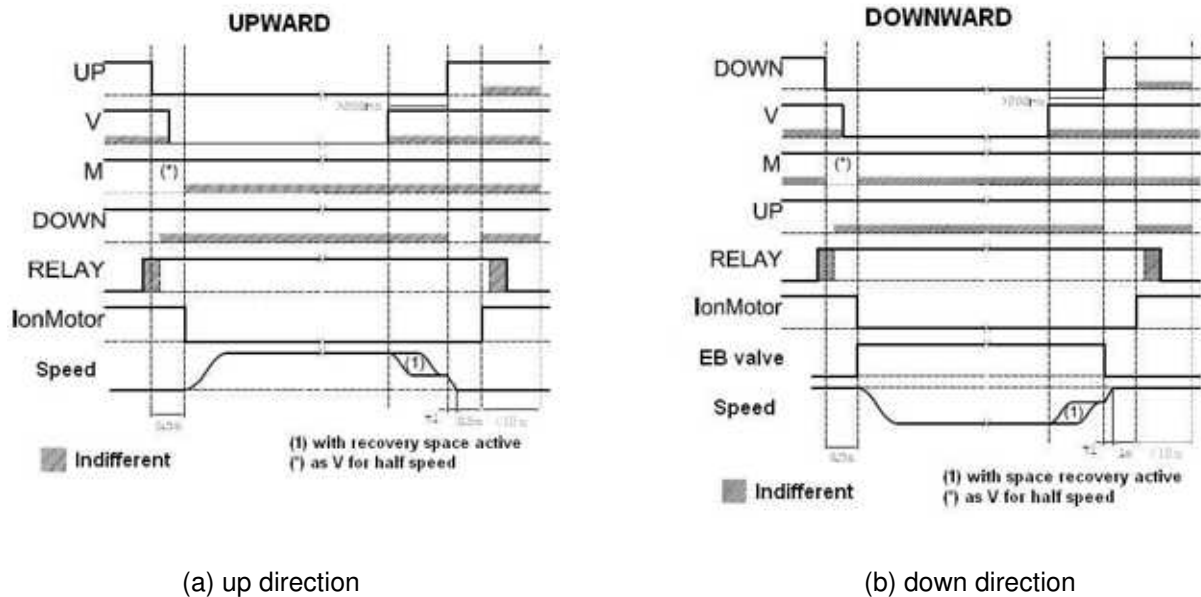 UPWARD
UP
V
M
(*)
DOWN
RELAY
IonMotor
Speed
(1)
Indifferent
(1) with recovery space active
(*) as V for half speed
(a) up direction
DOWNWARD
DOWN
V
M
(*)
UP
RELAY
IonMotor
EB valve
Speed
(1)
Indifferent
(1) with space recovery active
(*) as V for half speed
(b) down direction